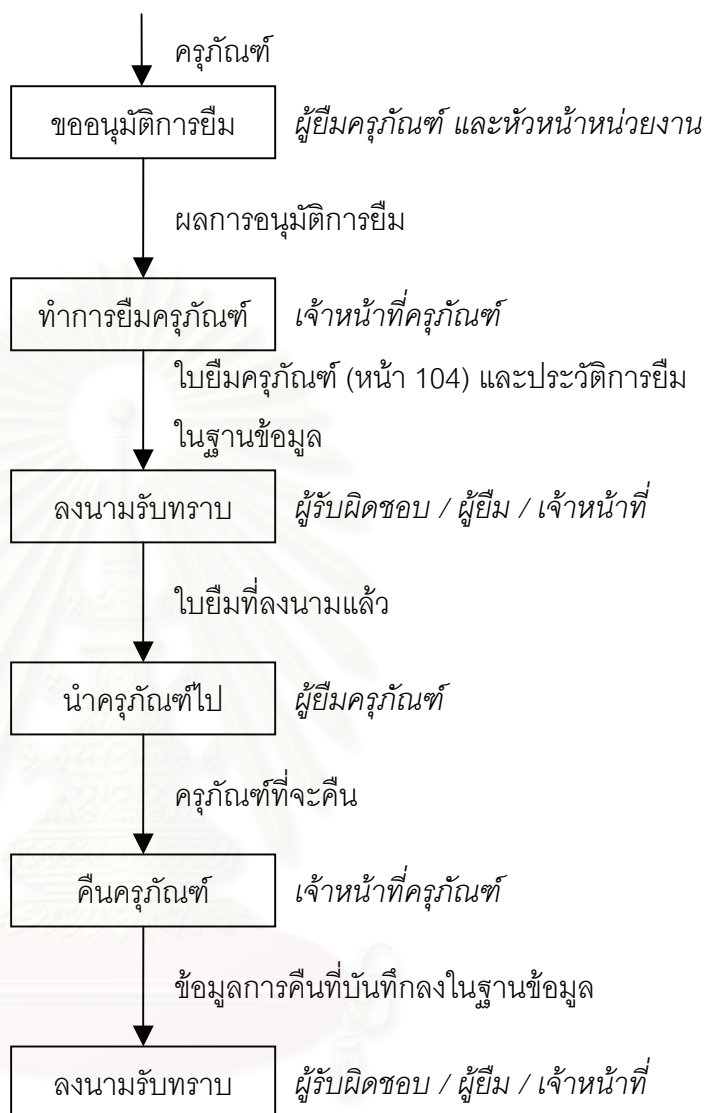 ครุภัณฑ์
ขออนุมัติการยืม
ผู้ยืมครุภัณฑ์ และหัวหน้าหน่วยงาน
ผลการอนุมัติการยืม
ทำการยืมครุภัณฑ์
เจ้าหน้าที่ครุภัณฑ์
ใบยืมครุภัณฑ์ (หน้า 104) และประวัติการยืม
ในฐานข้อมูล
ลงนามรับทราบ
ผู้รับผิดชอบ / ผู้ยืม / เจ้าหน้าที่
ใบยืมที่ลงนามแล้ว
นำครุภัณฑ์ไป
ผู้ยืมครุภัณฑ์
ครุภัณฑ์ที่จะคืน
คืนครุภัณฑ์
เจ้าหน้าที่ครุภัณฑ์
ข้อมูลการคืนที่บันทึกลงในฐานข้อมูล
ลงนามรับทราบ
ผู้รับผิดชอบ / ผู้ยืม / เจ้าหน้าที่